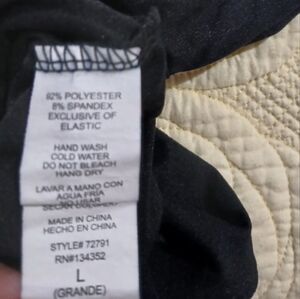 92% POLYESTER
8% SPANDEX
EXCLUSIVE OF
ELASTIC
HAND WASH
COLD WATER
DO NOT BLEACH
HANG DRY
LAVAR A MANO CON
AGUA FRIA
MADE IN CHINA
HECHO EN CHINA
STYLE# 72791
RN#134352
L
(GRANDE)